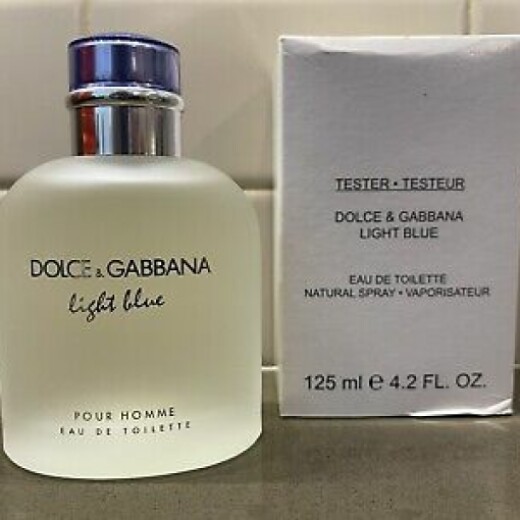 DOLCE & GABBANA
light blue
POUR HOMME
EAU DE TOILETTE
TESTER • TESTEUR
DOLCE & GABBANA
LIGHT BLUE
EAU DE TOILETTE
NATURAL SPRAY • VAPORISATEUR
125 ml ℮ 4.2 FL. OZ.